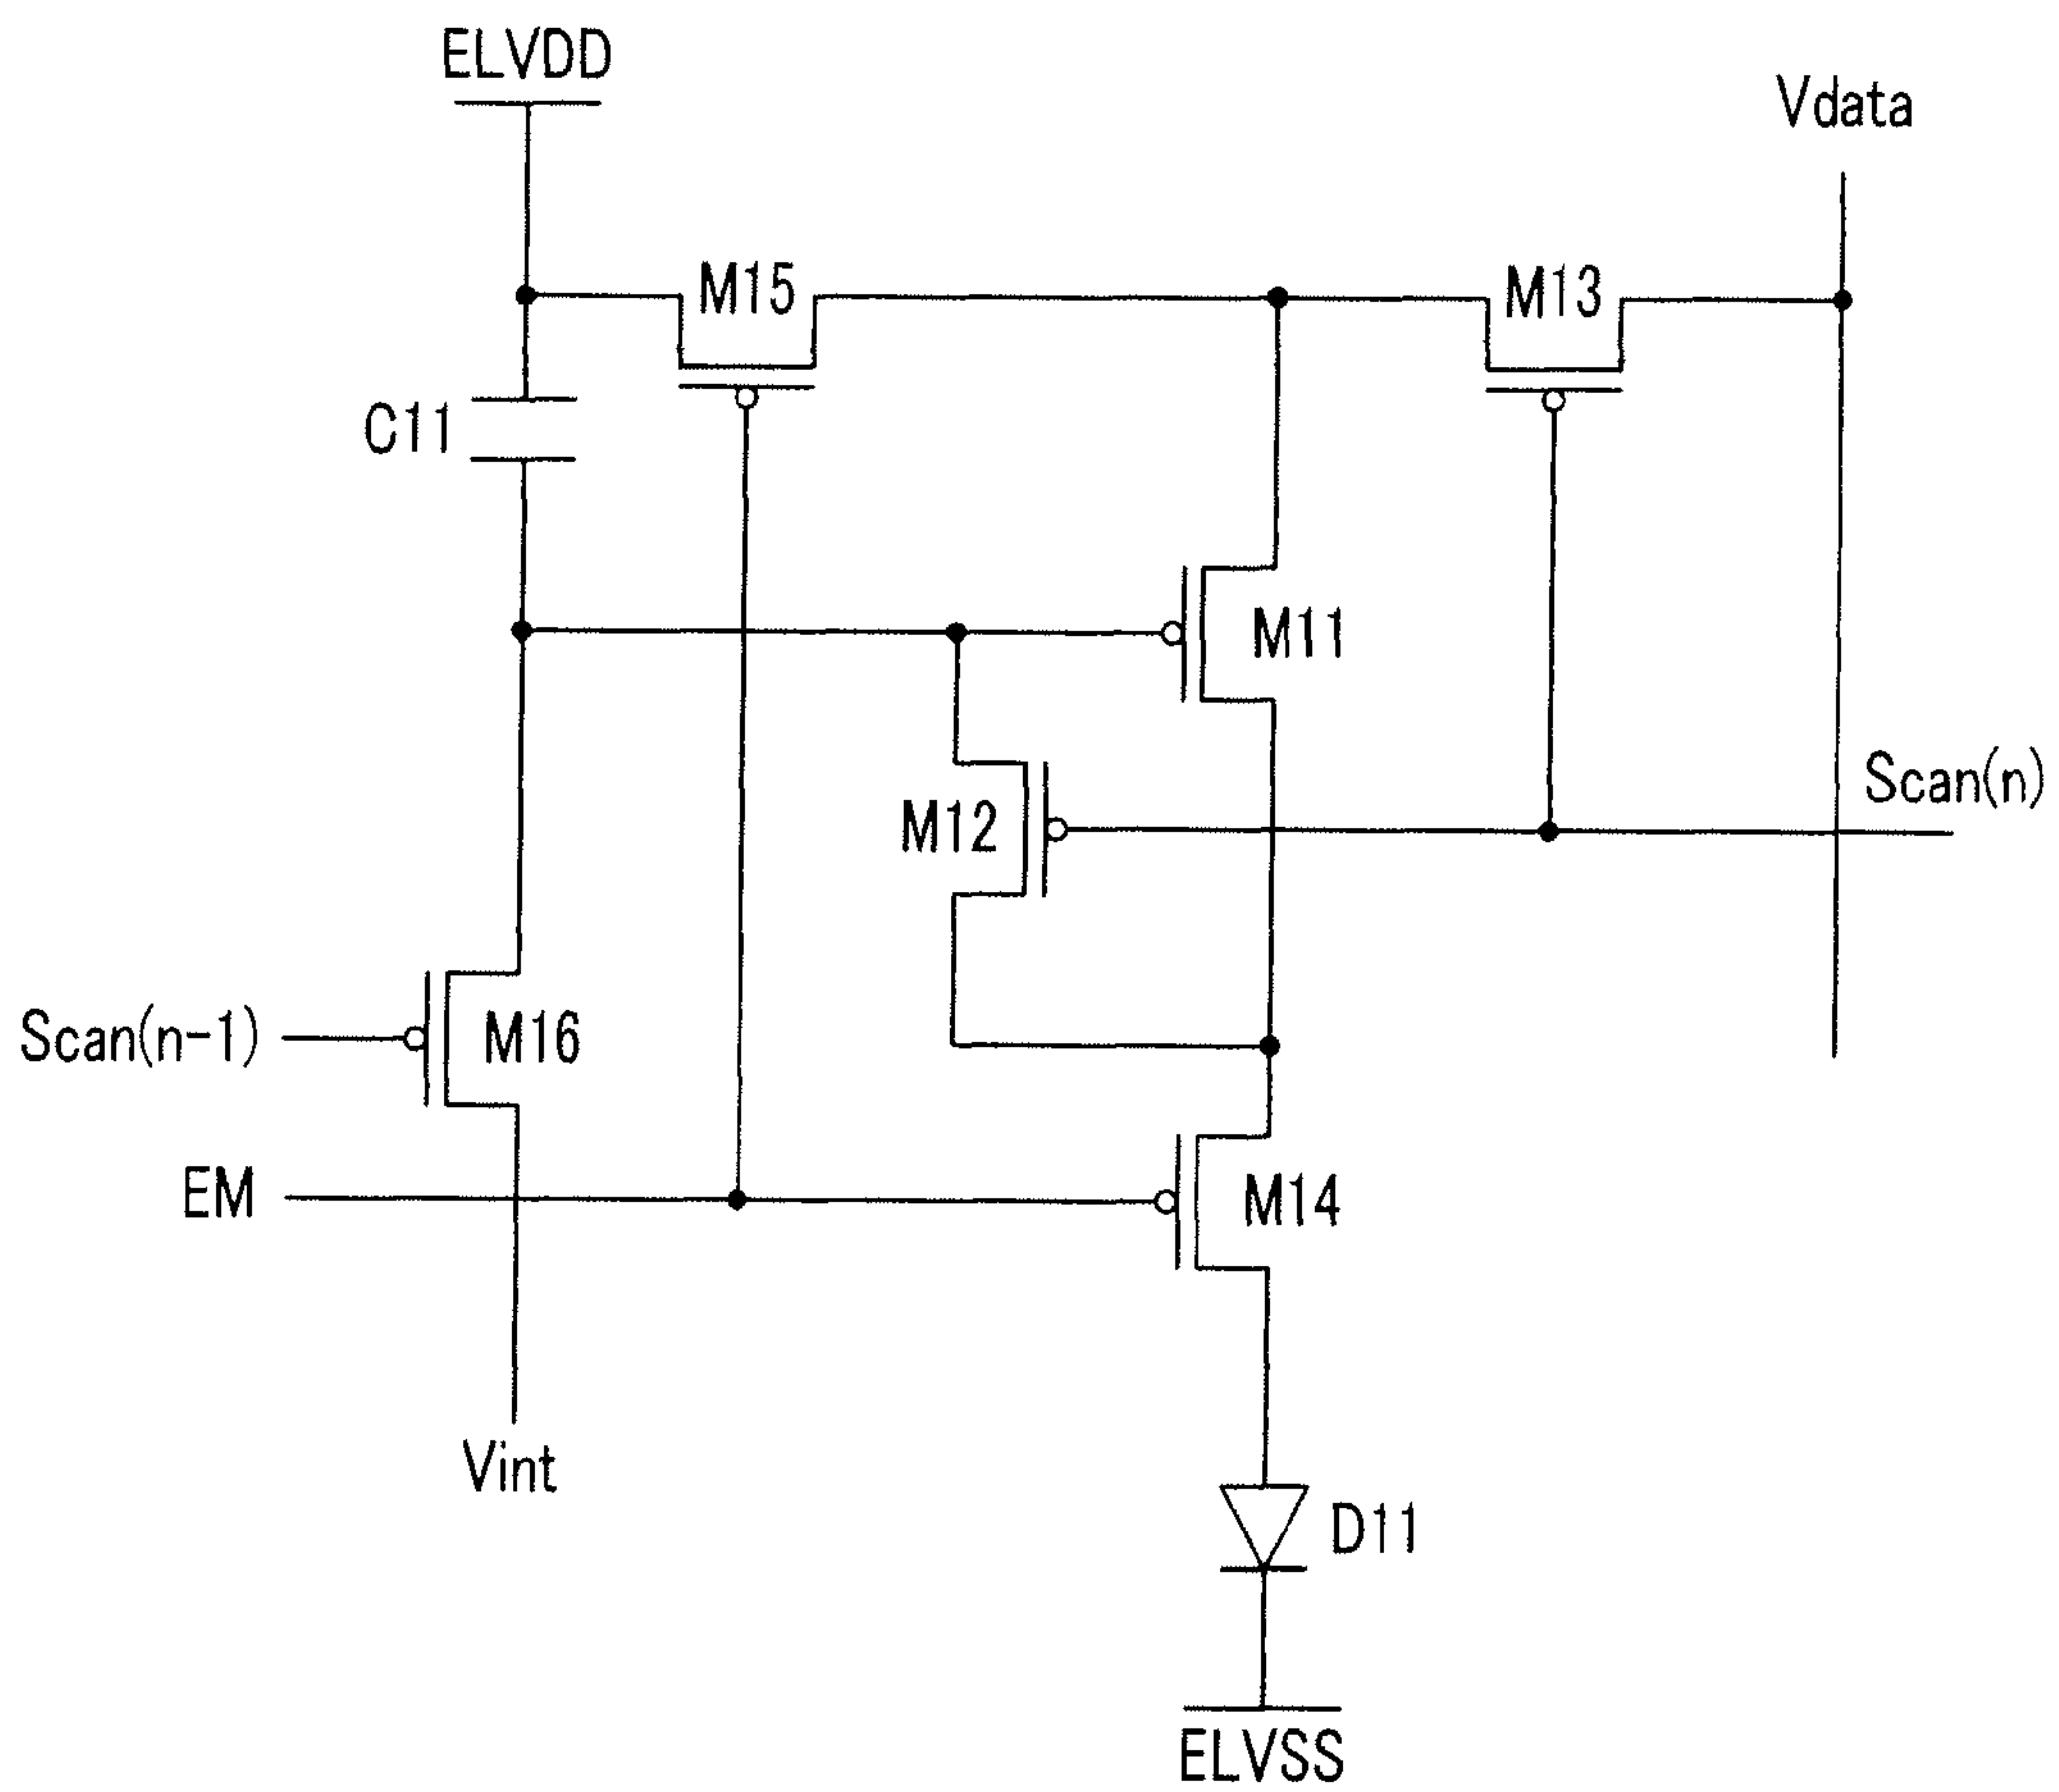 ELVDD
Vdata
M15
M13
C11
M11
Scan(n)
M12
Scan(n-1)
M16
EM
M14
Vint
D11
ELVSS